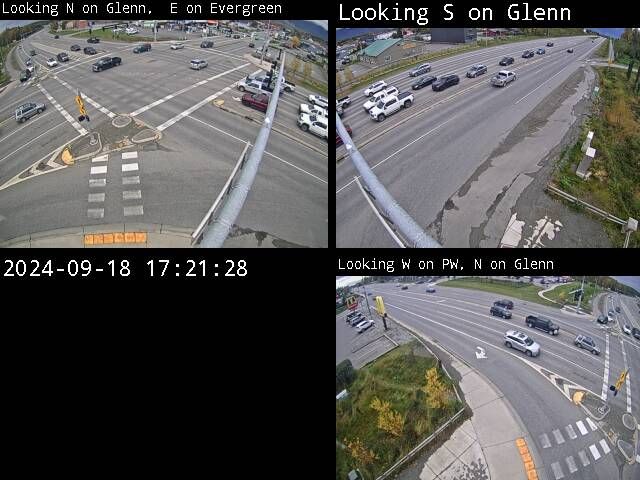 Looking N on Glenn,  E on Evergreen
Looking S on Glenn
2024-09-18 17:21:28
Looking W on PW, N on Glenn